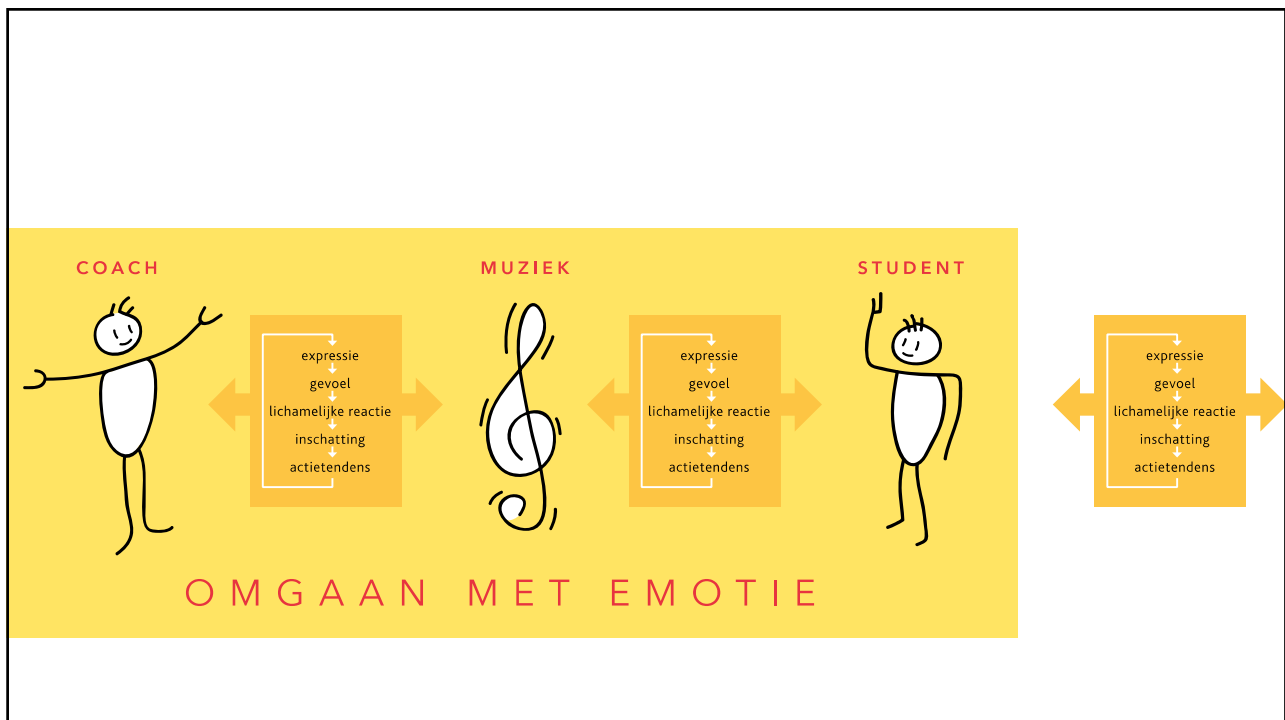 COACH
MUZIEK
STUDENT
expressie
gevoel
lichamelijke reactie
inschatting
actietendens
expressie
gevoel
lichamelijke reactie
inschatting
actietendens
expressie
gevoel
lichamelijke reactie
inschatting
actietendens
OMGAAN MET EMOTIE